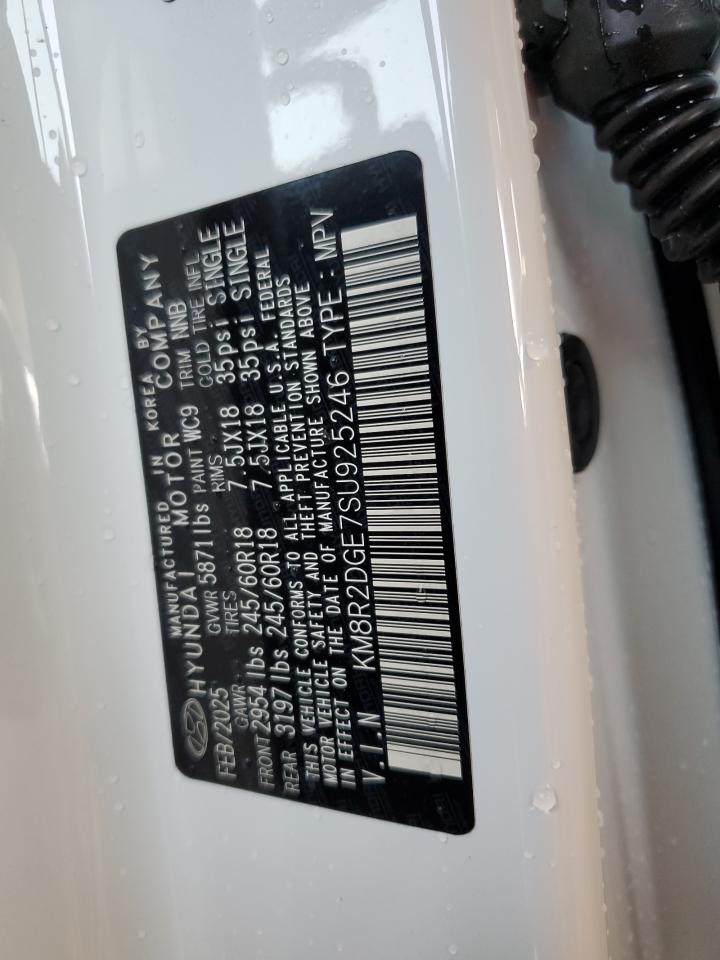 MANUFACTURED IN KOREA BY
HYUNDAI MOTOR COMPANY
FEB/2025 GVWR 5871lbs PAINT WC9 TRIM NNB
GAWR TIRES RIMS COLD TIRE INFL.
FRONT 2954 lbs 245/60R18 7.5JX18 35psi SINGLE
REAR 3197 lbs 245/60R18 7.5JX18 35psi SINGLE
THIS VEHICLE CONFORMS TO ALL APPLICABLE U.S.A. FEDERAL
MOTOR VEHICLE SAFETY AND THEFT PREVENTION STANDARDS
IN EFFECT ON THE DATE OF MANUFACTURE SHOWN ABOVE
V.I.N KM8R2DGE7SU925246 TYPE : MPV